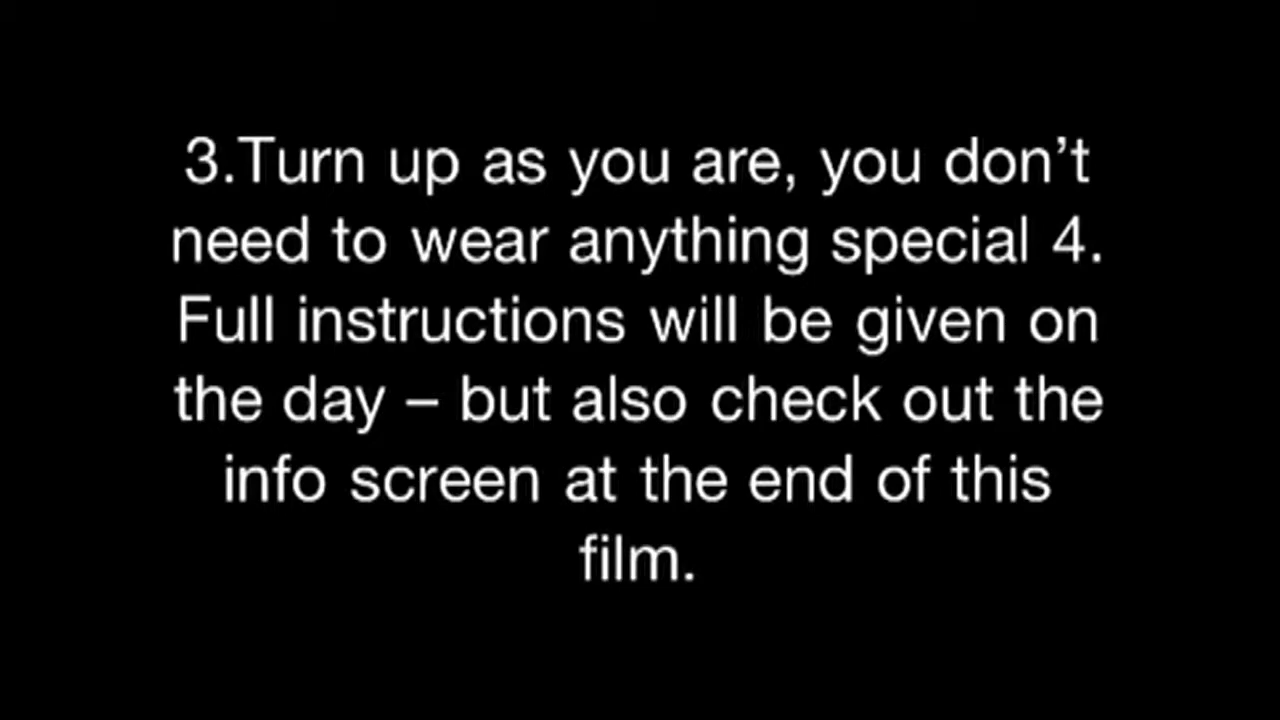 3.Turn up as you are, you don’t
need to wear anything special 4.
Full instructions will be given on
the day – but also check out the
info screen at the end of this
film.